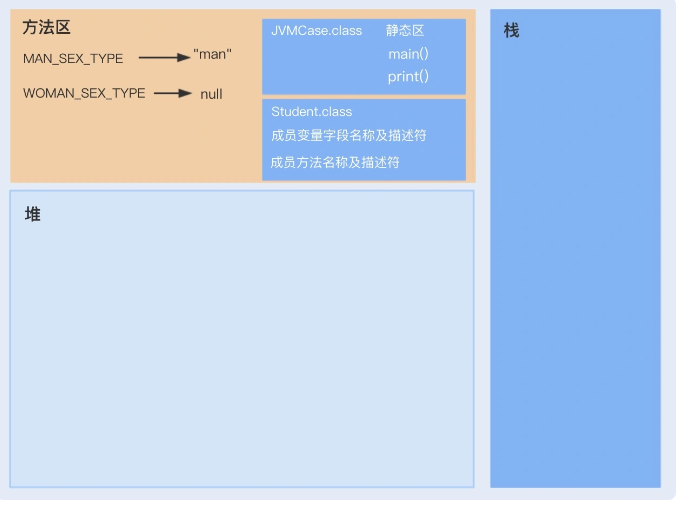 方法区
MAN_SEX_TYPE "man"
WOMAN_SEX_TYPE null
JVMCase.class 静态区
main()
print()
Student.class
成员变量字段名称及描述符
成员方法名称及描述符
堆
栈